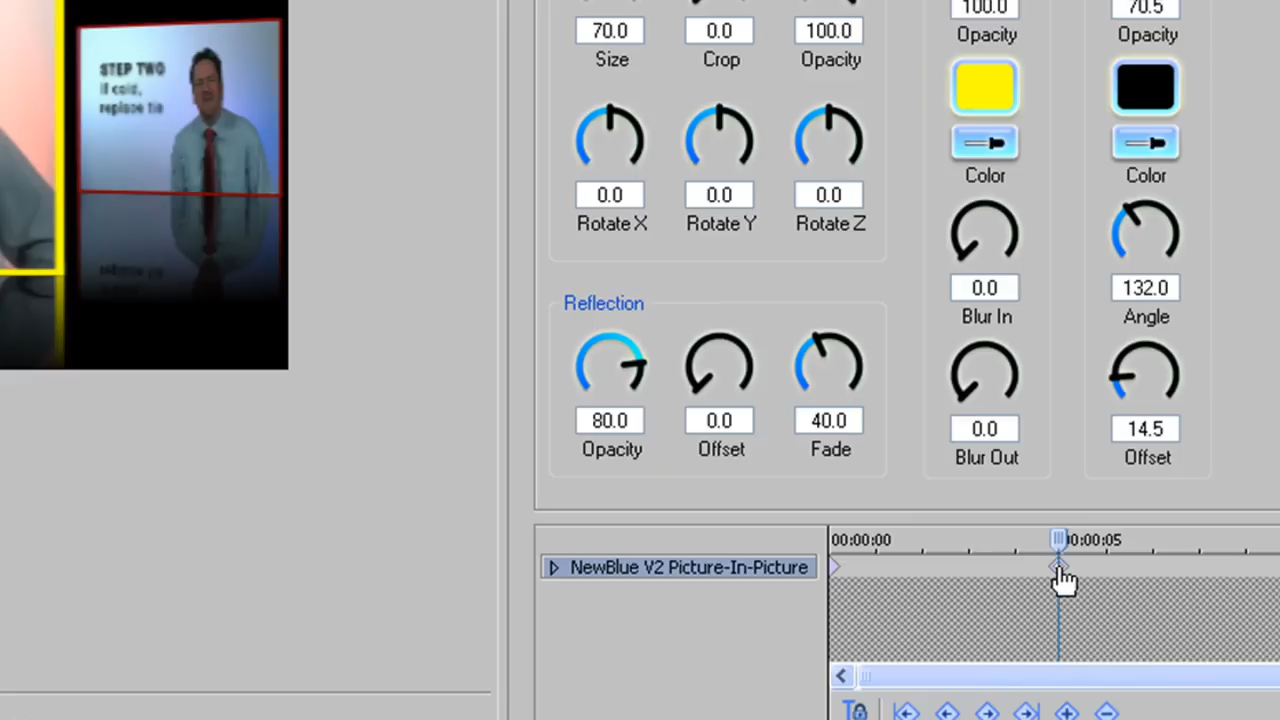 STEP TWO
if cold,
replace tie
70.0
0.0
100.0
Size
Crop
Opacity
0.0
0.0
0.0
Rotate X
Rotate Y
Rotate Z
Reflection
80.0
0.0
40.0
Opacity
Offset
Fade
100.0
Opacity
Color
0.0
Blur In
0.0
Blur Out
70.5
Opacity
Color
132.0
Angle
14.5
Offset
NewBlue V2 Picture-In-Picture
00:00:00
00:00:05